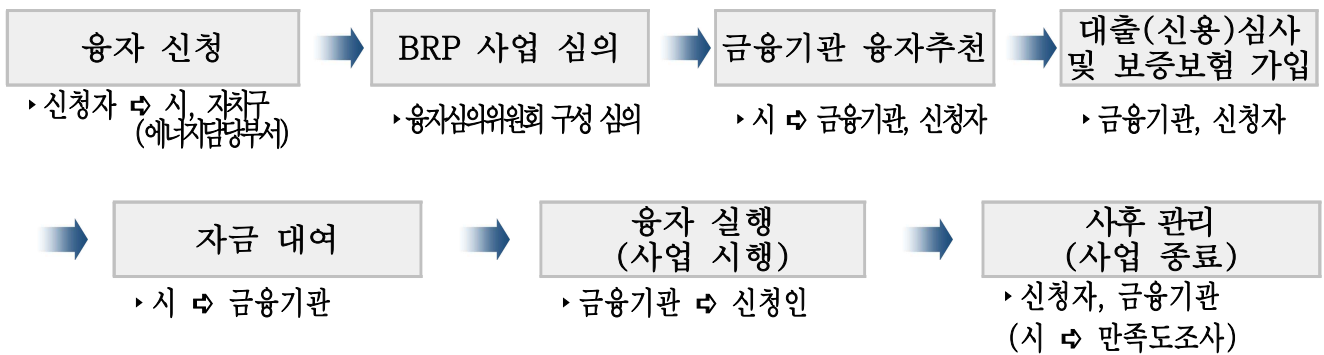 융자 신청
▸신청자 ➪ 시, 자치구
(에너지담당부서)
BRP 사업 심의
▸융자심의위원회 구성 심의
금융기관 융자추천
▸시 ➪ 금융기관, 신청자
대출(신용)심사
및 보증보험 가입
▸금융기관, 신청자
자금 대여
▸시 ➪ 금융기관
융자 실행
(사업 시행)
▸금융기관 ➪ 신청인
사후 관리
(사업 종료)
▸신청자, 금융기관
(시 ➪ 만족도조사)